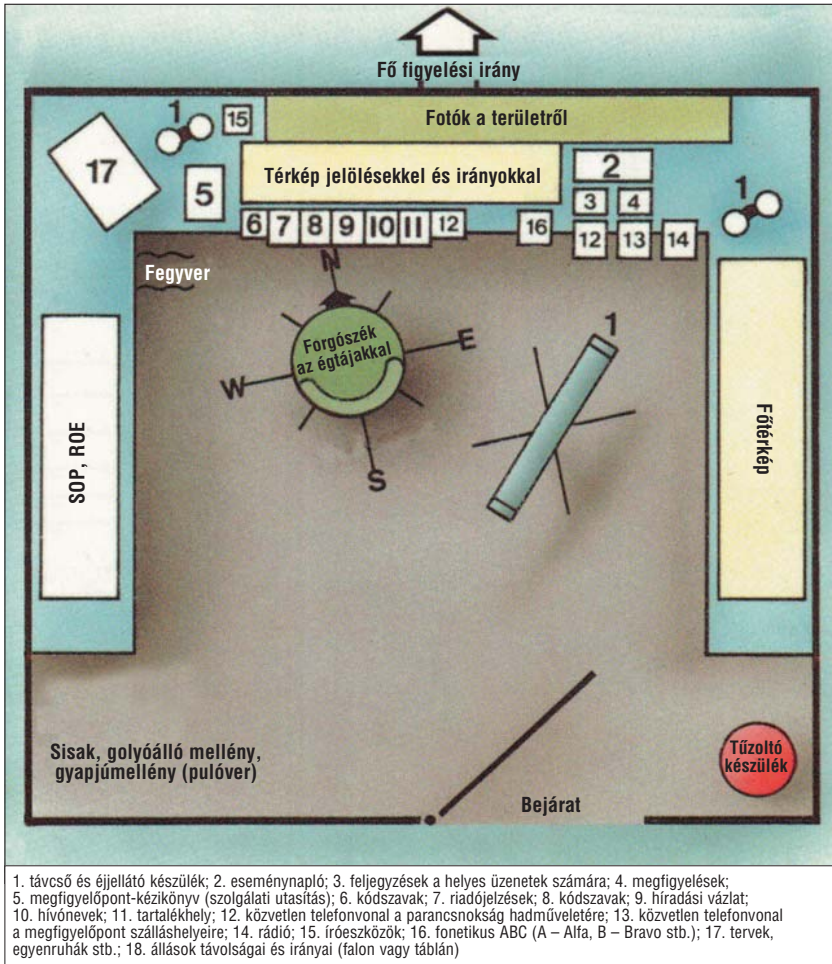 Fő figyelési irány
Fotók a területről
1
15
17
5
Térkép jelölésekkel és irányokkal
2
3 4
1
6 7 8 9 10 11 12 16 12 13 14
Fegyver
N
Forgószék
az égtájakkal
E
W
S
1
SOP, ROE
Főtérkép
Sisak, golyóálló mellény,
gyapjúmellény (pulóver)
Bejárat
Tűzoltó
készülék
1. távcső és éjjellátó készülék; 2. eseménynapló; 3. feljegyzések a helyes üzenetek számára; 4. megfigyelések;
5. megfigyelőpont-kézikönyv (szolgálati utasítás); 6. kódszavak; 7. riadójelzések; 8. kódszavak; 9. híradási vázlat;
10. hívónevek; 11. tartalékhely; 12. közvetlen telefonvonal a parancsnokság hadműveletére; 13. közvetlen telefonvonal
a megfigyelőpont szálláshelyeire; 14. rádió; 15. íróeszközök; 16. fonetikus ABC (A – Alfa, B – Bravo stb.); 17. tervek,
egyenruhák stb.; 18. állások távolságai és irányai (falon vagy táblán)